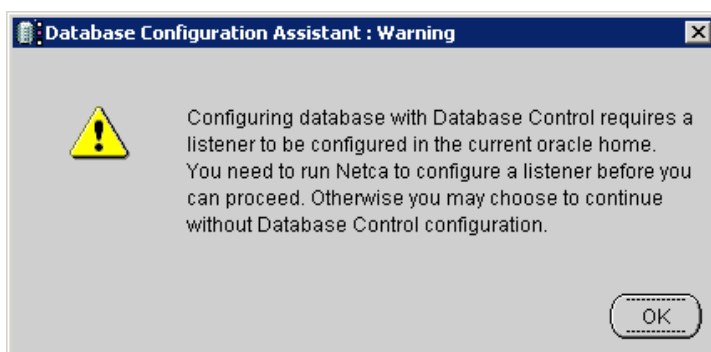 Database Configuration Assistant : Warning
Configuring database with Database Control requires a
listener to be configured in the current oracle home.
You need to run Netca to configure a listener before you
can proceed. Otherwise you may choose to continue
without Database Control configuration.
OK